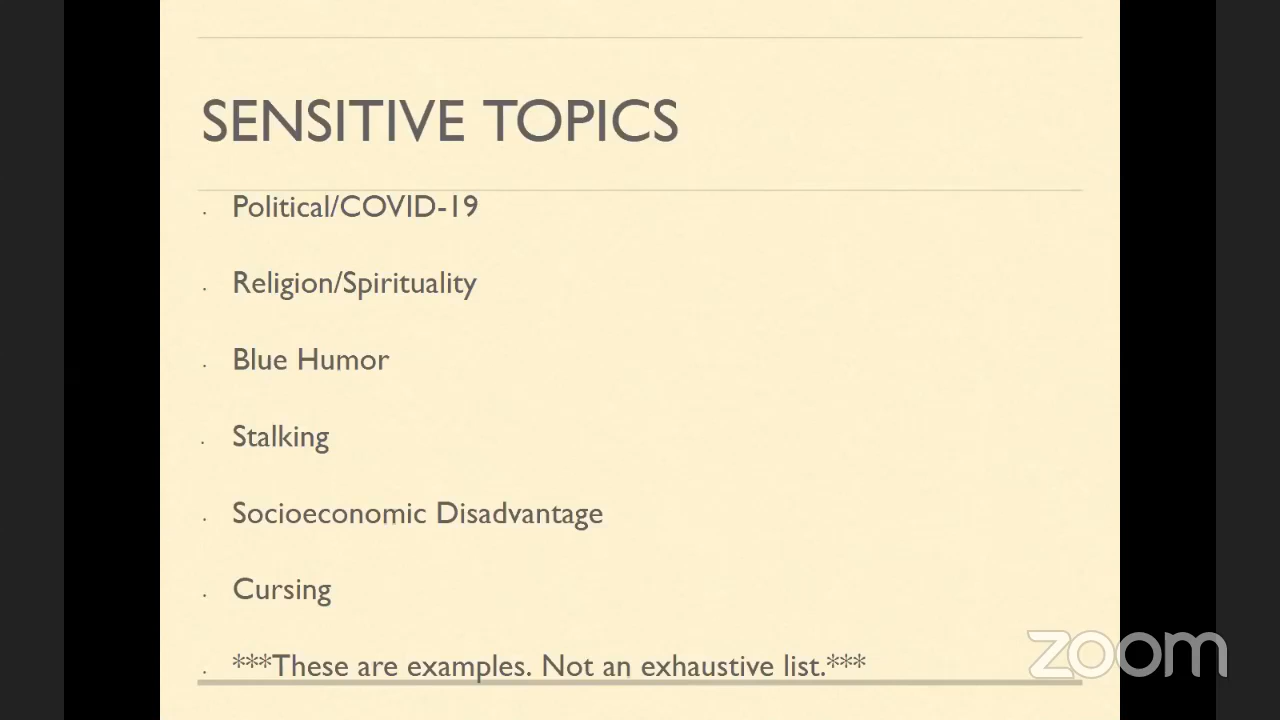 SENSITIVE TOPICS
· Political/COVID-19
· Religion/Spirituality
· Blue Humor
· Stalking
· Socioeconomic Disadvantage
· Cursing
· ***These are examples. Not an exhaustive list.***
zoom